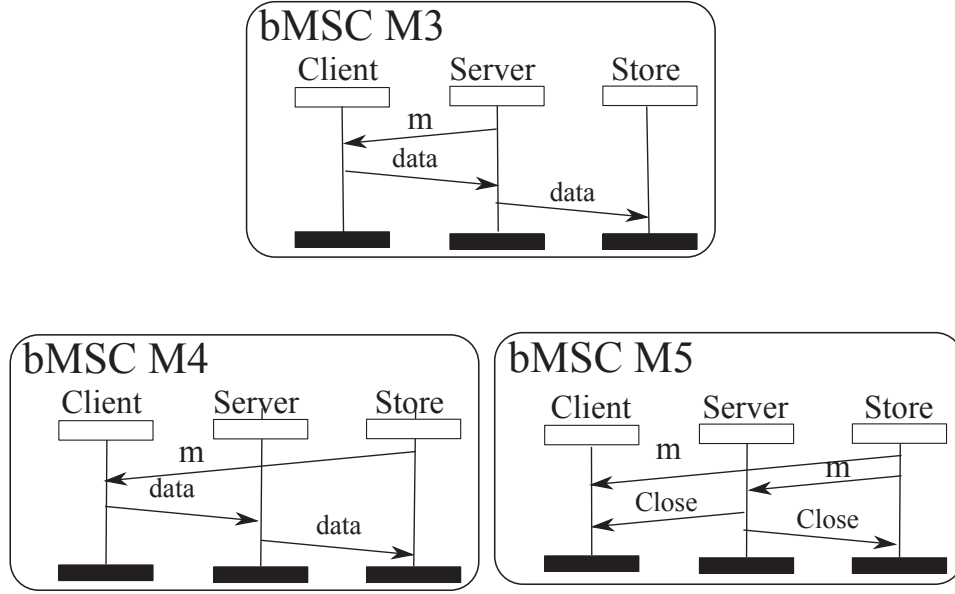 bMSC M3
Client Server Store
m
data
data
bMSC M4
Client Server Store
m
data
data
bMSC M5
Client Server Store
m
m
Close
Close